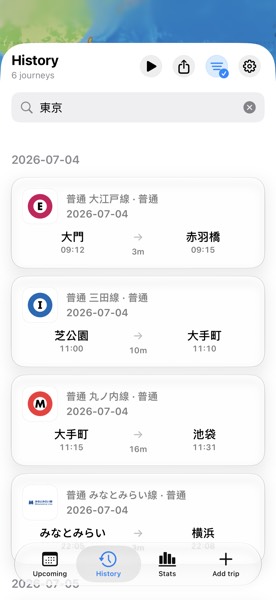 History
6 journeys
東京
2026-07-04
E
普通 大江戸線 · 普通
2026-07-04
大門 → 赤羽橋
09:12 3m 09:15
I
普通 三田線 · 普通
2026-07-04
芝公園 → 大手町
11:00 10m 11:10
M
普通 丸ノ内線 · 普通
2026-07-04
大手町 → 池袋
11:15 16m 11:31
普通 みなとみらい線 · 普通
2026-07-04
みなとみらい → 横浜
Upcoming History Stats Add trip